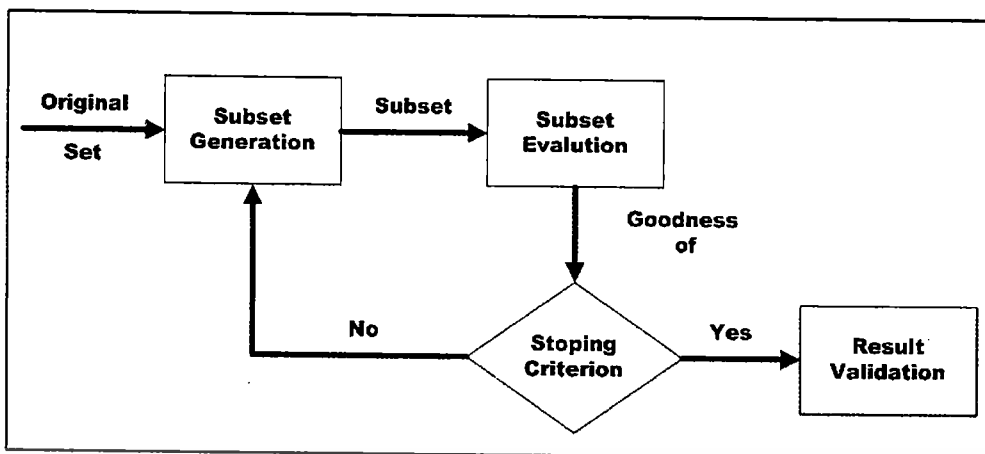 Original
Set
Subset
Generation
Subset
Subset
Evalution
Goodness
of
No
Stoping
Criterion
Yes
Result
Validation